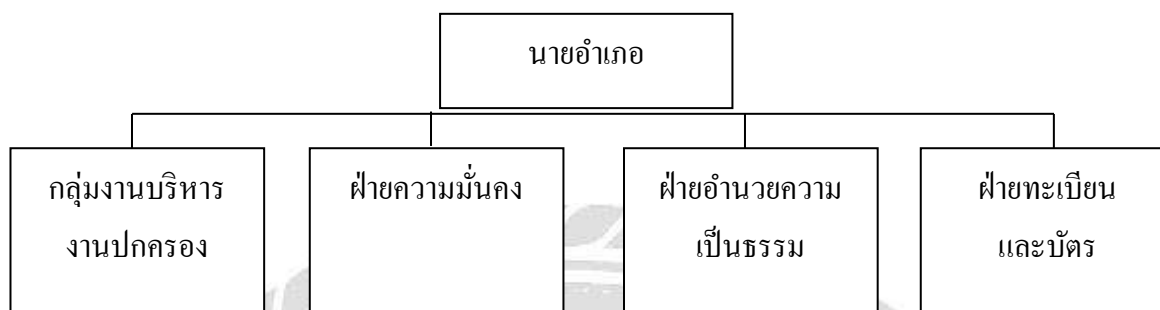 นายอำเภอ
กลุ่มงานบริหาร
งานปกครอง
ฝ่ายความมั่นคง
ฝ่ายอำนวยความ
เป็นธรรม
ฝ่ายทะเบียน
และบัตร